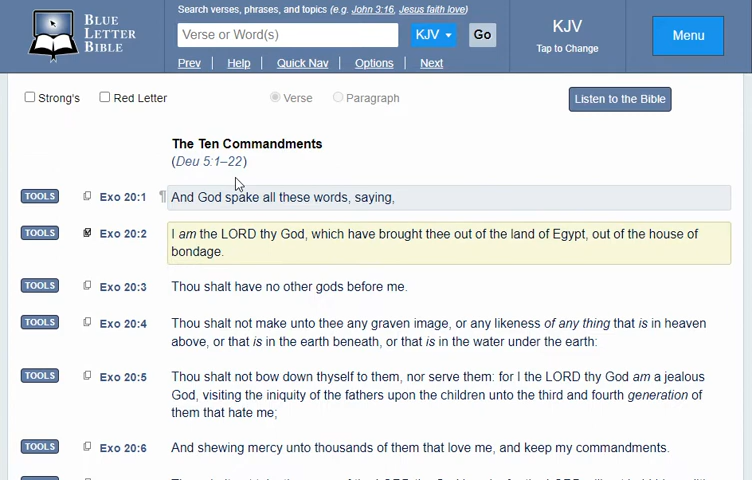 BLUE
LETTER
BIBLE
Search verses, phrases, and topics (e.g. John 3:16, Jesus faith love)
Verse or Word(s)
KJV
Go
Prev
Help
Quick Nav
Options
Next
KJV
Tap to Change
Menu
Strong's
Red Letter
Verse
Paragraph
Listen to the Bible
The Ten Commandments
(Deu 5:1–22)
TOOLS Exo 20:1 ¶ And God spake all these words, saying,
TOOLS Exo 20:2 I am the LORD thy God, which have brought thee out of the land of Egypt, out of the house of
bondage.
TOOLS Exo 20:3 Thou shalt have no other gods before me.
TOOLS Exo 20:4 Thou shalt not make unto thee any graven image, or any likeness of any thing that is in heaven
above, or that is in the earth beneath, or that is in the water under the earth:
TOOLS Exo 20:5 Thou shalt not bow down thyself to them, nor serve them: for I the LORD thy God am a jealous
God, visiting the iniquity of the fathers upon the children unto the third and fourth generation of
them that hate me;
TOOLS Exo 20:6 And shewing mercy unto thousands of them that love me, and keep my commandments.